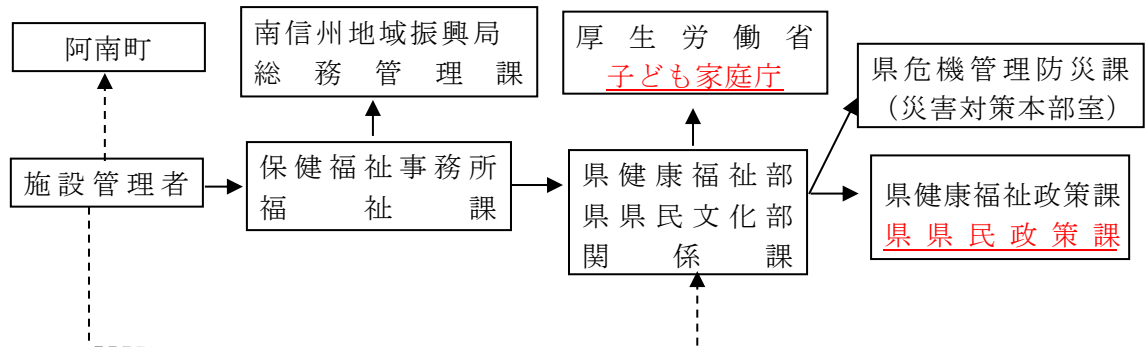 阿南町
南信州地域振興局
総務管理課
厚生労働省
子ども家庭庁
県危機管理防災課
（災害対策本部室）
施設管理者
保健福祉事務所
福祉課
県健康福祉部
県県民文化部
関係課
県健康福祉政策課
県県民政策課